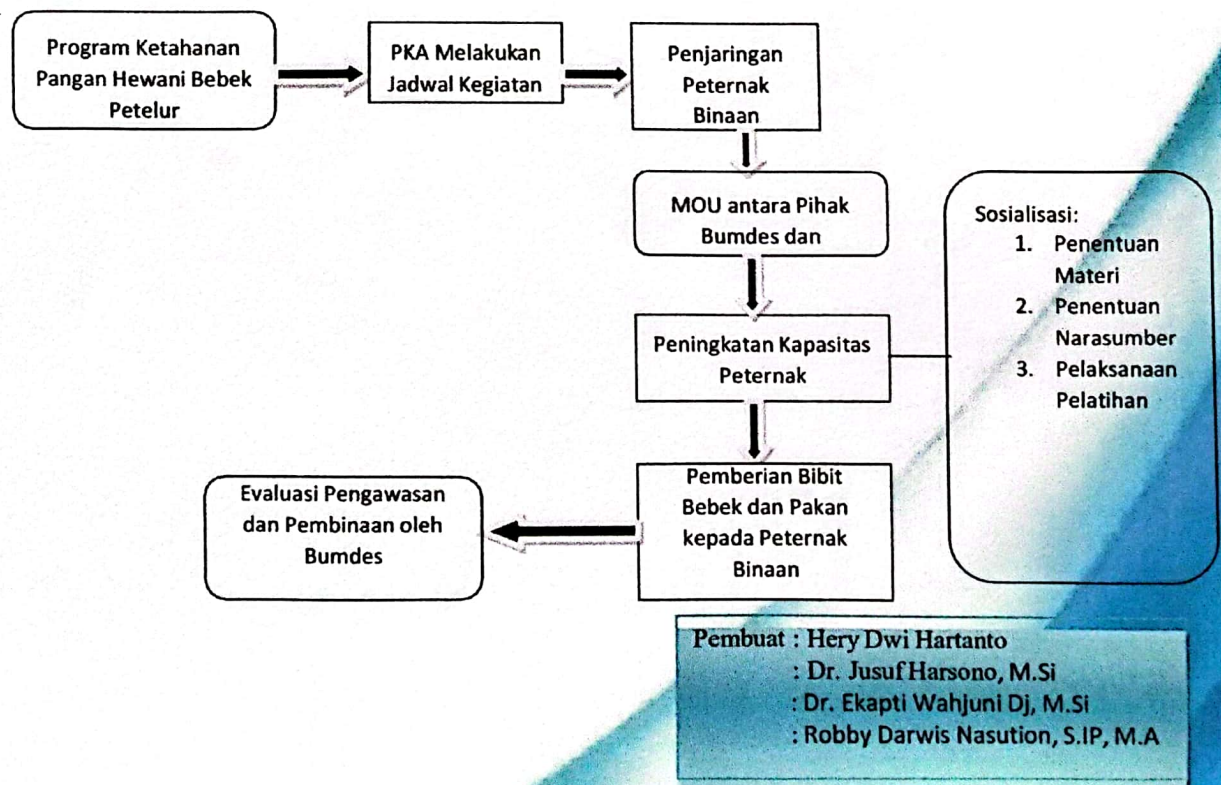 Program Ketahanan
Pangan Hewani Bebek
Petelur
PKA Melakukan
Jadwal Kegiatan
Penjaringan
Peternak
Binaan
MOU antara Pihak
Bumdes dan
Peningkatan Kapasitas
Peternak
Sosialisasi:
1. Penentuan
Materi
2. Penentuan
Narasumber
3. Pelaksanaan
Pelatihan
Pemberian Bibit
Bebek dan Pakan
kepada Peternak
Binaan
Evaluasi Pengawasan
dan Pembinaan oleh
Bumdes
Pembuat : Hery Dwi Hartanto
: Dr. Jusuf Harsono, M.Si
: Dr. Ekapti Wahjuni Dj, M.Si
: Robby Darwis Nasution, S.IP, M.A